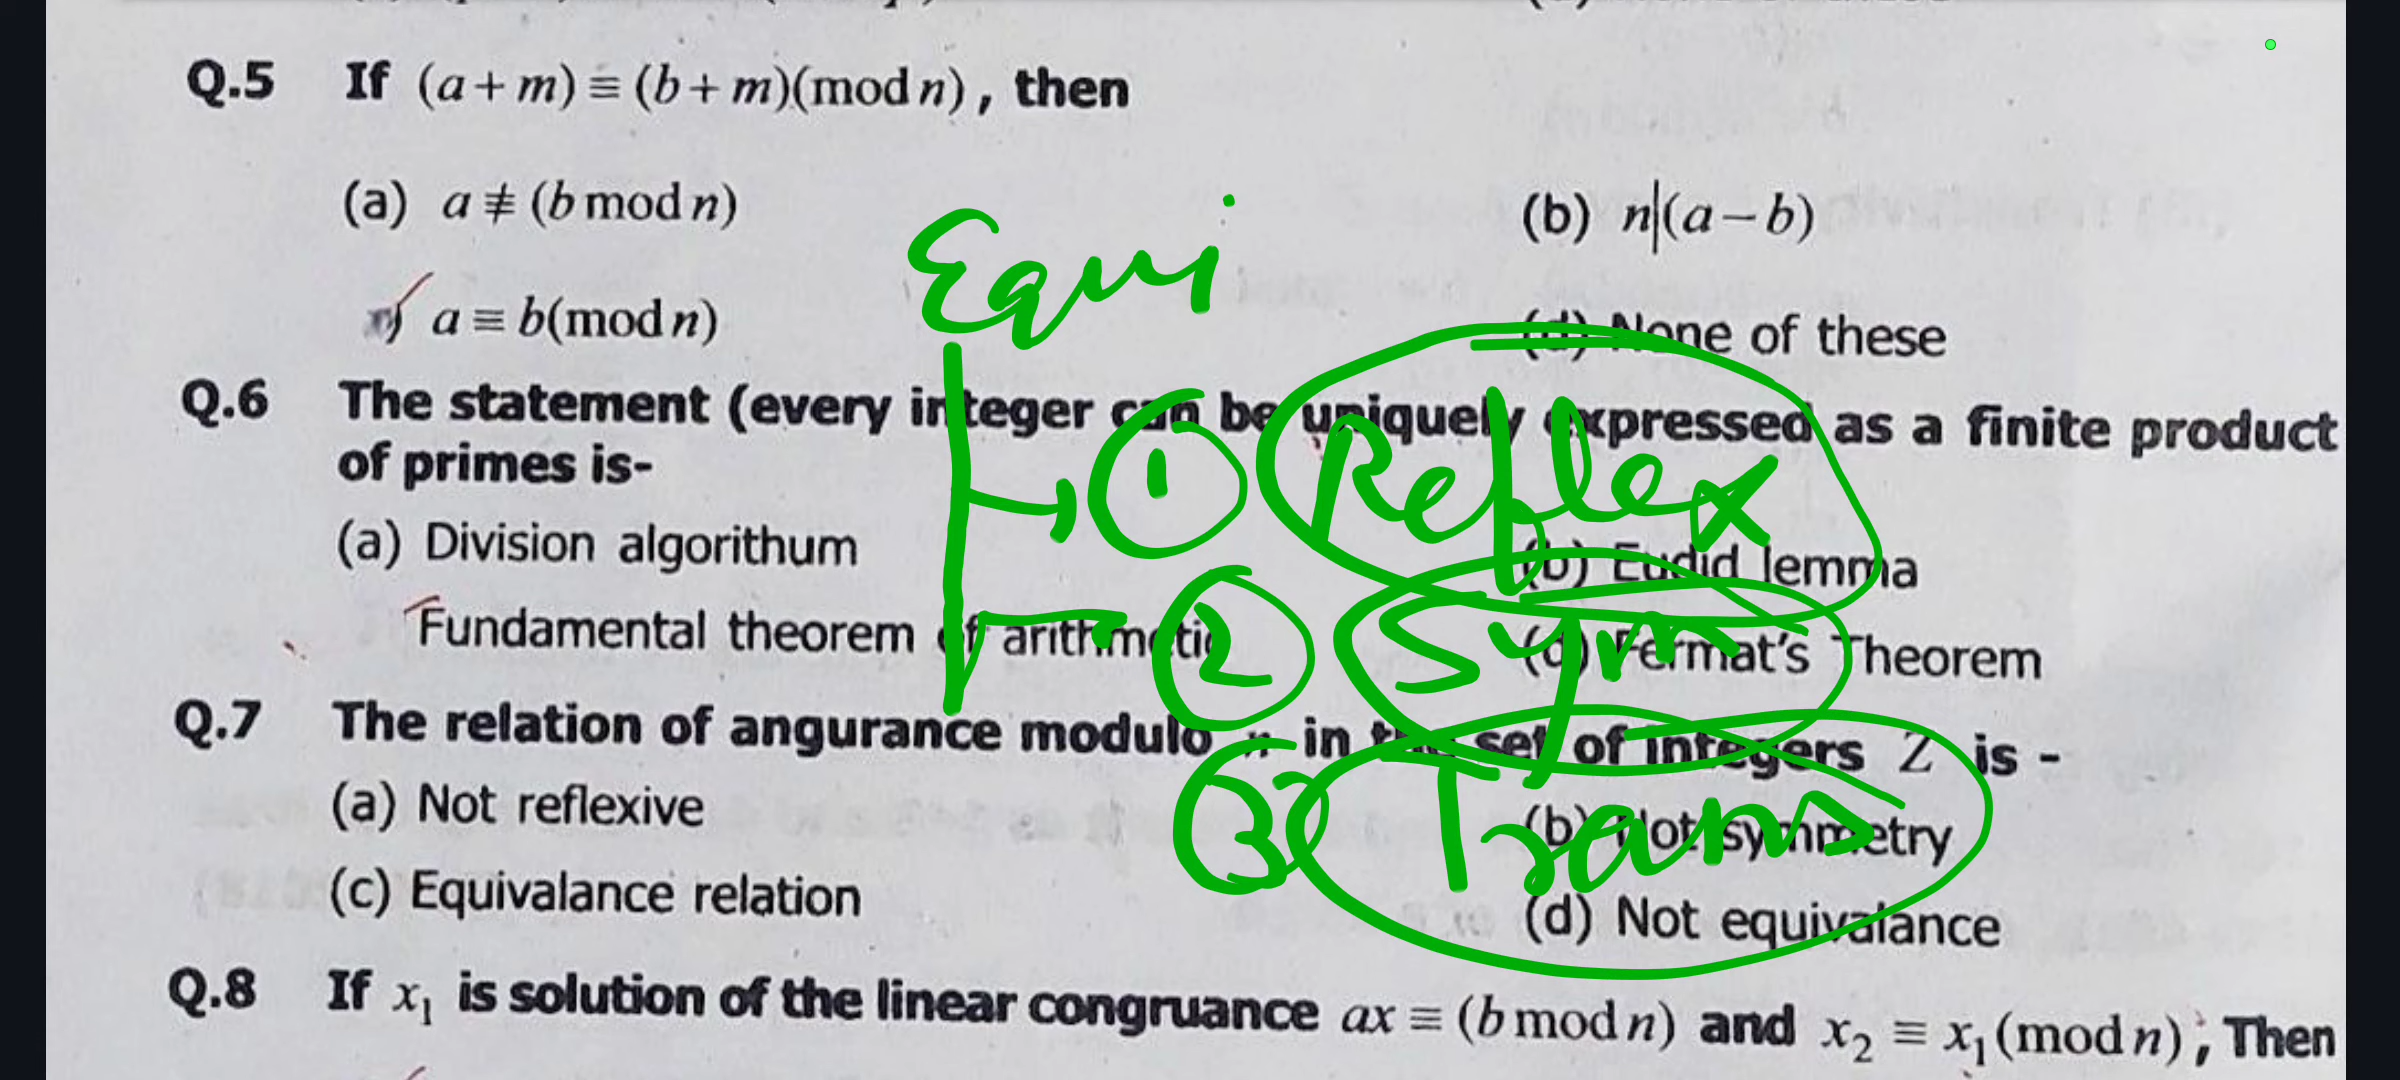 Q.5 If (a+m) ≡ (b+m)(mod n), then
(a) a ≢ (b mod n)
(b) n|(a−b)
a ≡ b(mod n)
(d) None of these
Equi
Q.6 The statement (every integer can be uniquely expressed as a finite product
of primes is-
① Reflex
(a) Division algorithum
(b) Eudid lemma
Fundamental theorem of arithmetic
(d) Fermat's Theorem
② Sym
Q.7 The relation of angurance modulo n in the set of integers Z is -
(a) Not reflexive
(b) Not symmetry
③ Trans
(c) Equivalance relation
(d) Not equivalance
Q.8 If x₁ is solution of the linear congruance ax ≡ (b mod n) and x₂ ≡ x₁(mod n); Then